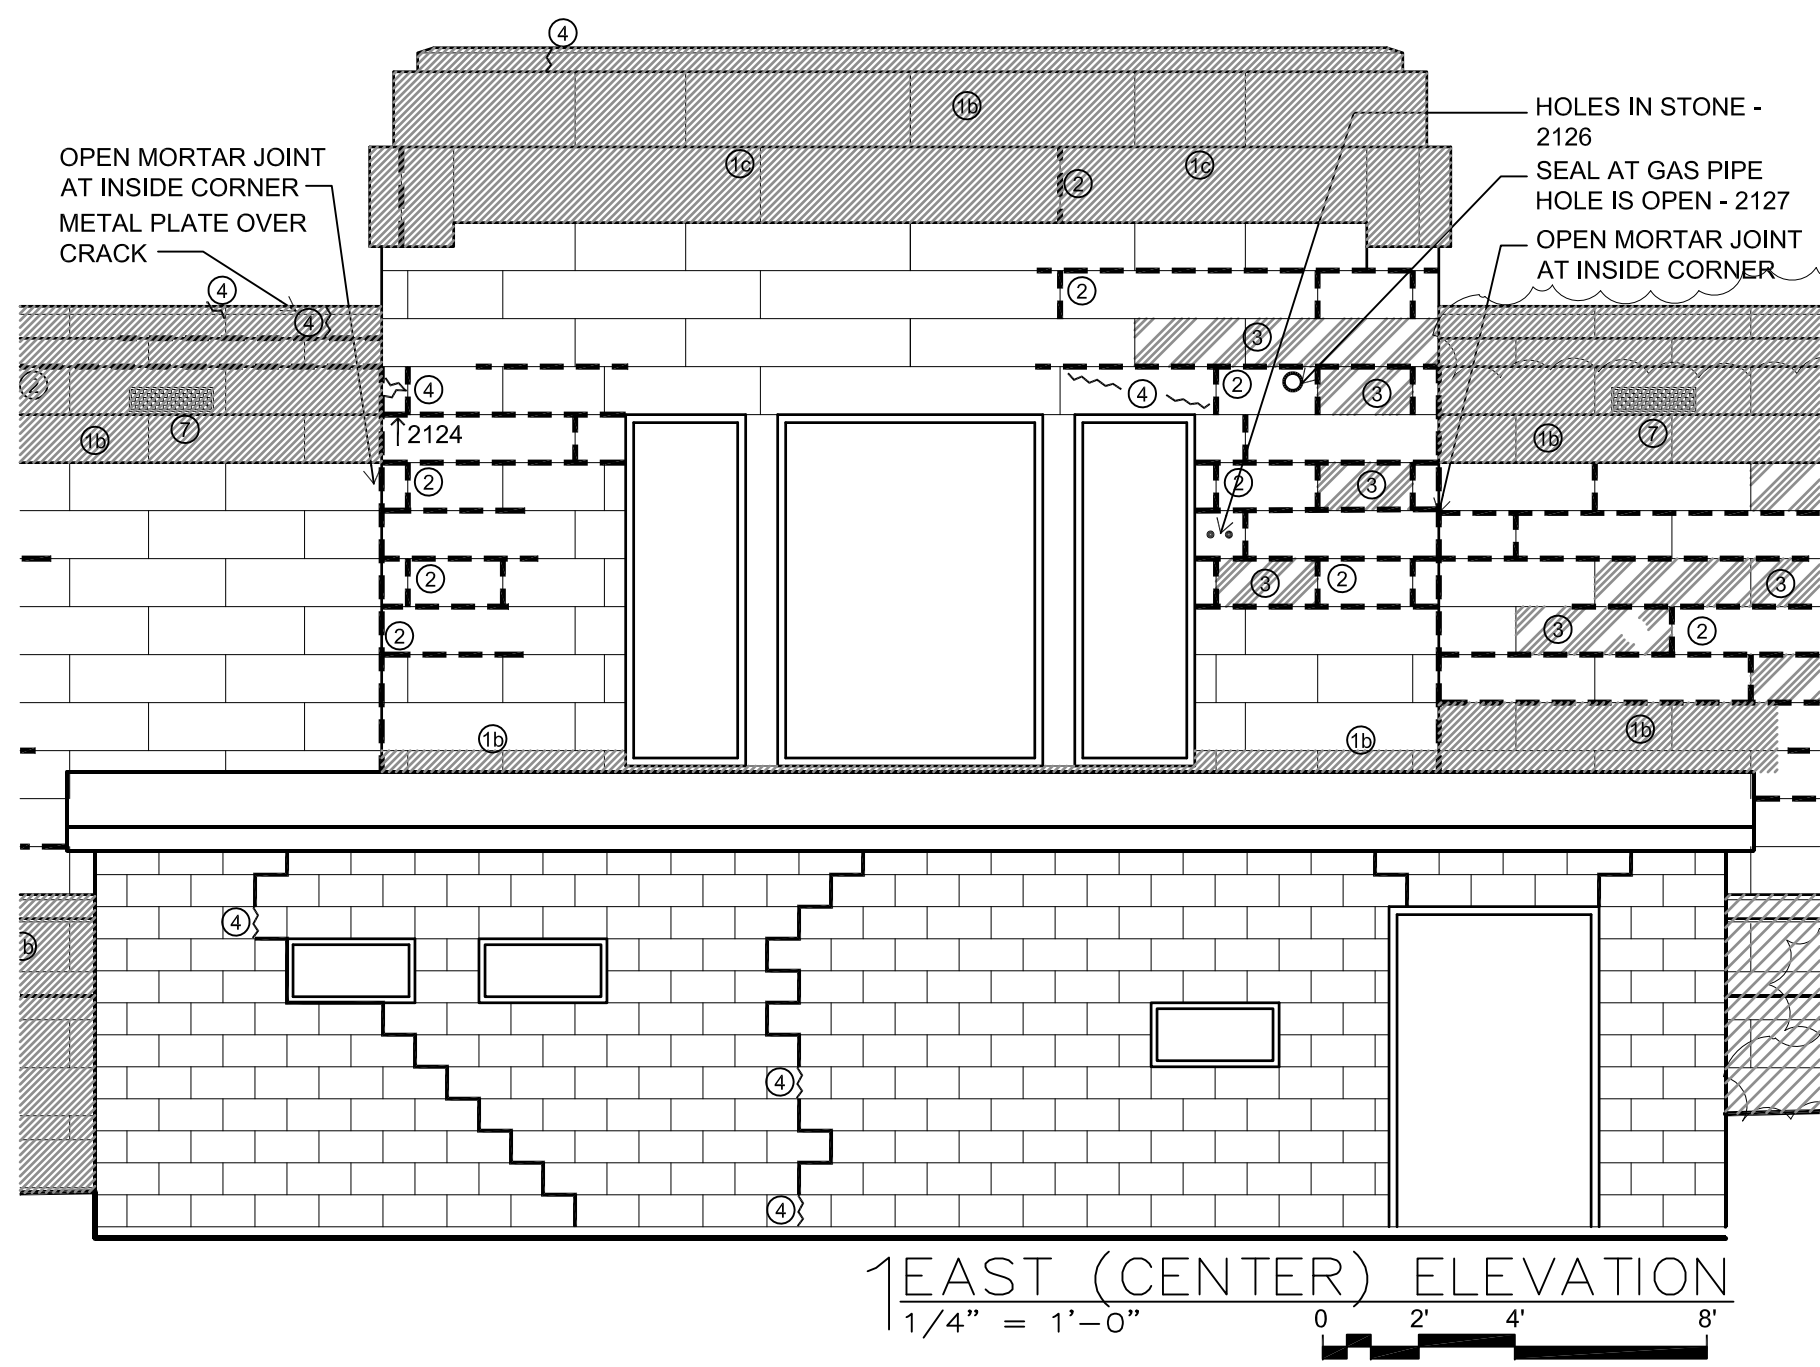 4
1b
HOLES IN STONE -
2126
OPEN MORTAR JOINT
AT INSIDE CORNER
1c
1c
2
SEAL AT GAS PIPE
HOLE IS OPEN - 2127
METAL PLATE OVER
CRACK
OPEN MORTAR JOINT
AT INSIDE CORNER
4
4
2
3
2
4
4
2
3
1b
7
2124
1b
7
2
2
3
2
3
2
3
2
3
2
1b
1b
1b
4
b
4
4
1 EAST (CENTER) ELEVATION
1/4" = 1'-0"
0 2' 4' 8'